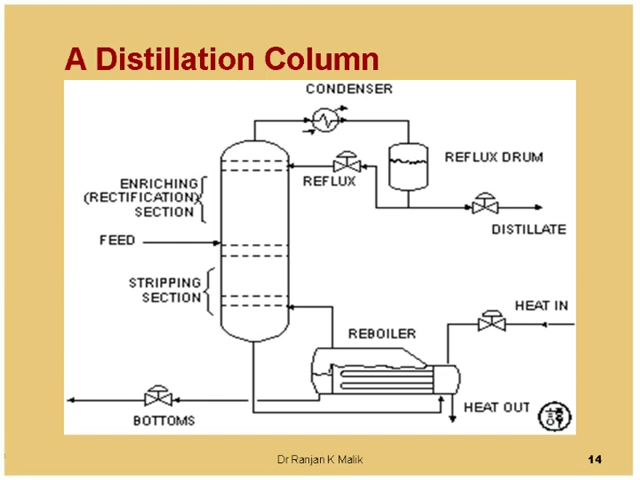 A Distillation Column
CONDENSER
REFLUX DRUM
ENRICHING
(RECTIFICATION)
SECTION
REFLUX
DISTILLATE
FEED
STRIPPING
SECTION
HEAT IN
REBOILER
HEAT OUT
BOTTOMS
Dr Ranjan K Malik
14